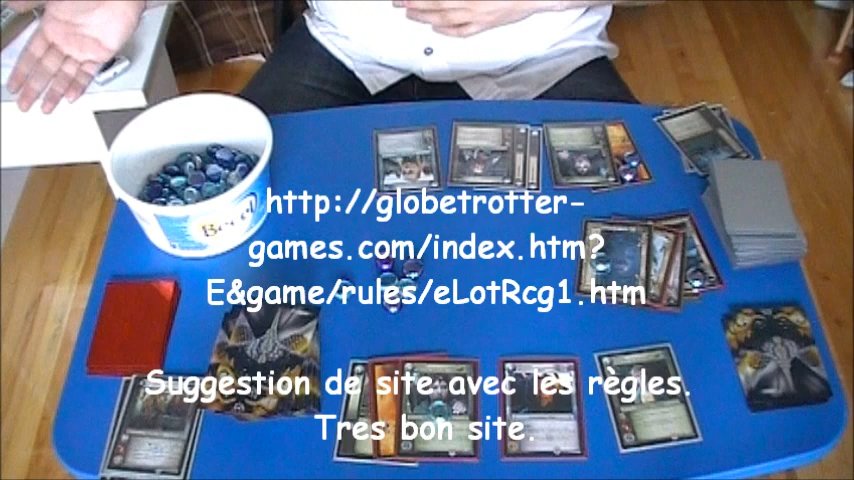 http://globetrotter-
games.com/index.htm?
E&game/rules/eLotRcg1.htm
Suggestion de site avec les règles.
Tres bon site.